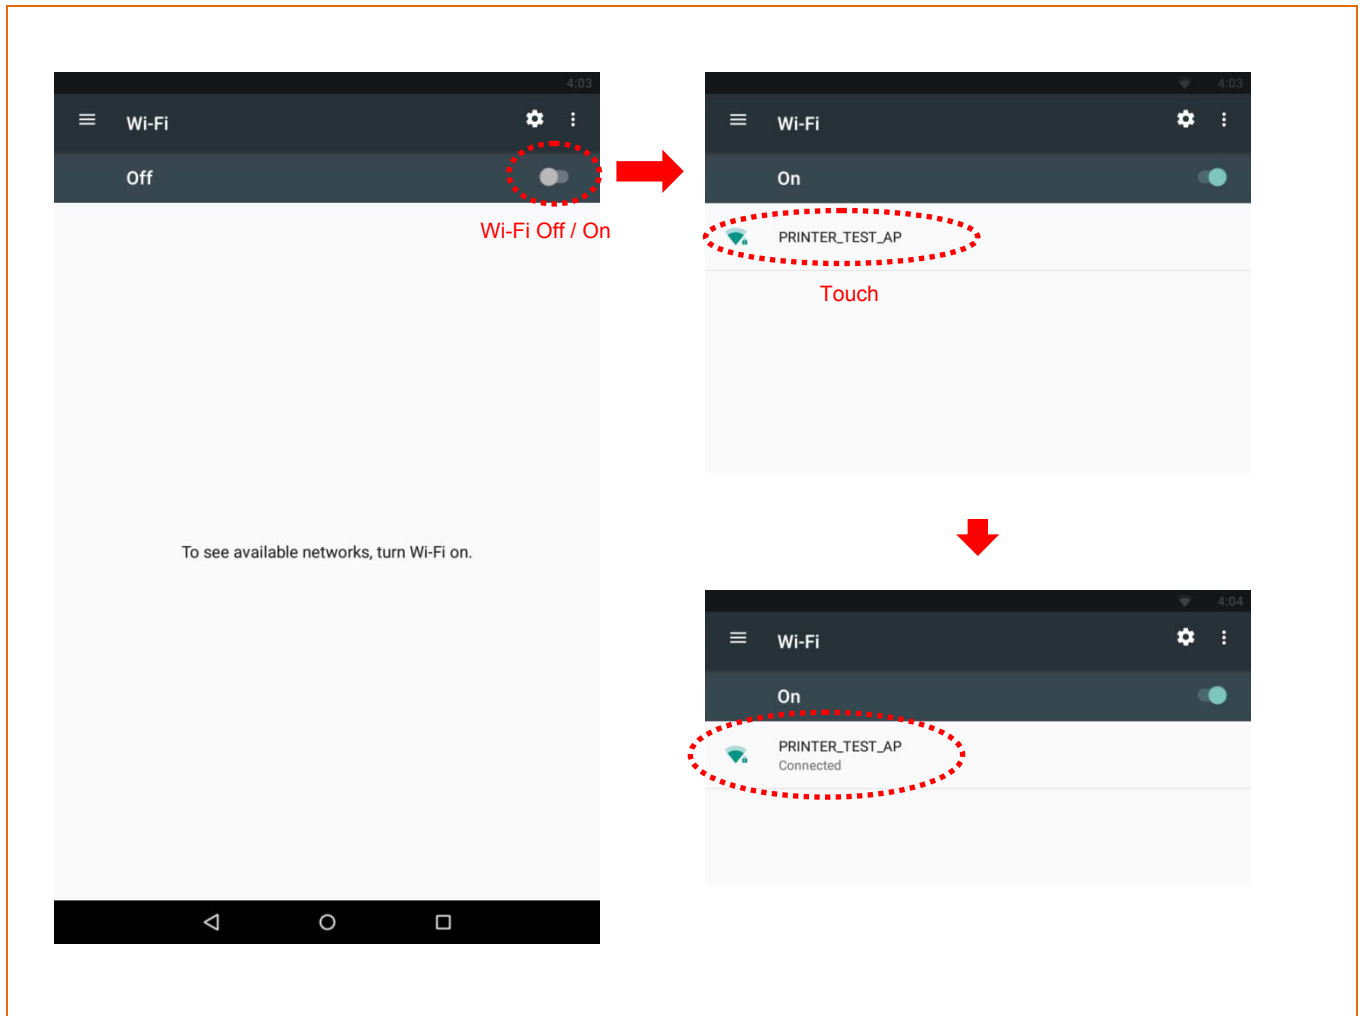 4:03
Wi-Fi
Off
Wi-Fi Off / On
To see available networks, turn Wi-Fi on.
4:03
Wi-Fi
On
PRINTER_TEST_AP
Touch
4:04
Wi-Fi
On
PRINTER_TEST_AP
Connected